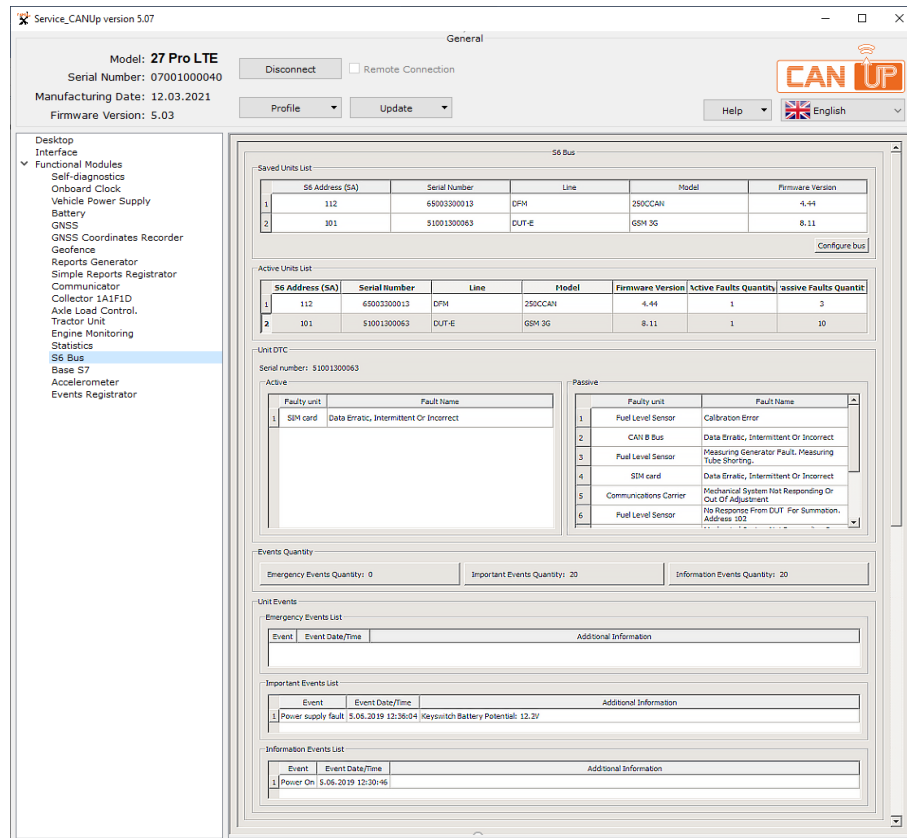 Service_CANUp version 5.07
General
Model: 27 Pro LTE
Serial Number: 07001000040
Manufacturing Date: 12.03.2021
Firmware Version: 5.03
Disconnect
Remote Connection
Profile
Update
CAN UP
Help
English
Desktop
Interface
Functional Modules
Self-diagnostics
Onboard Clock
Vehicle Power Supply
Battery
GNSS
GNSS Coordinates Recorder
Geofence
Reports Generator
Simple Reports Registrator
Communicator
Collector 1A1F1D
Axle Load Control.
Tractor Unit
Engine Monitoring
Statistics
S6 Bus
Base S7
Accelerometer
Events Registrator
S6 Bus
Saved Units List
S6 Address (SA) Serial Number Line Model Firmware Version
1 112 65003300013 DFM 250CCAN 4.44
2 101 51001300063 DUT-E GSM 3G 8.11
Configure bus
Active Units List
S6 Address (SA) Serial Number Line Model Firmware Version Active Faults Quantity Passive Faults Quantit
1 112 65003300013 DFM 250CCAN 4.44 1 3
2 101 51001300063 DUT-E GSM 3G 8.11 1 10
Unit DTC
Serial number: 51001300063
Active
Faulty unit Fault Name
1 SIM card Data Erratic, Intermittent Or Incorrect
Passive
Faulty unit Fault Name
1 Fuel Level Sensor Calibration Error
2 CAN B Bus Data Erratic, Intermittent Or Incorrect
3 Fuel Level Sensor Measuring Generator Fault. Measuring
Tube Shorting.
4 SIM card Data Erratic, Intermittent Or Incorrect
5 Communications Carrier Mechanical System Not Responding Or
Out Of Adjustment
6 Fuel Level Sensor No Response From DUT For Summation.
Address 102
Events Quantity
Emergency Events Quantity: 0
Important Events Quantity: 20
Information Events Quantity: 20
Unit Events
Emergency Events List
Event Event Date/Time Additional Information
Important Events List
Event Event Date/Time Additional Information
1 Power supply fault 5.06.2019 12:36:04 Keyswitch Battery Potential: 12.2V
Information Events List
Event Event Date/Time Additional Information
1 Power On 5.06.2019 12:30:46